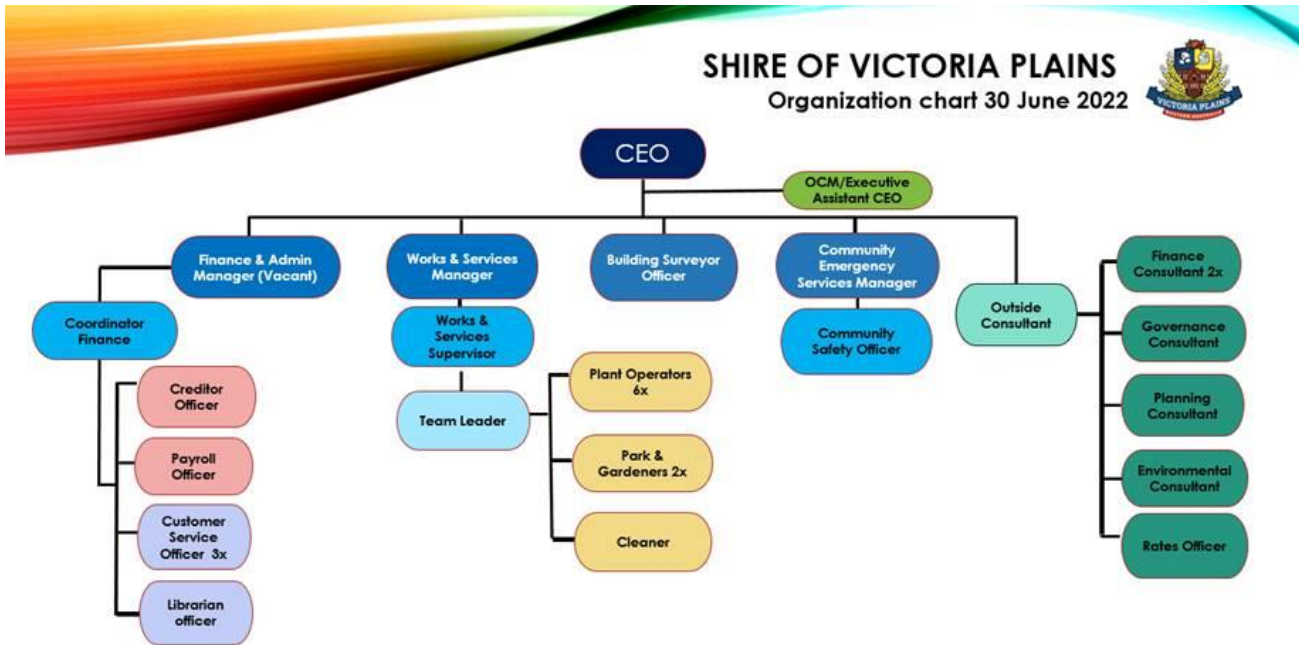 SHIRE OF VICTORIA PLAINS
Organization chart 30 June 2022
VICTORIA PLAINS
WESTERN AUSTRALIA
CEO
OCM/Executive
Assistant CEO
Finance & Admin
Manager (Vacant)
Works & Services
Manager
Building Surveyor
Officer
Community
Emergency
Services Manager
Finance
Consultant 2x
Coordinator
Finance
Works &
Services
Supervisor
Community
Safety Officer
Outside
Consultant
Governance
Consultant
Creditor
Officer
Team Leader
Plant Operators
6x
Planning
Consultant
Payroll
Officer
Park &
Gardeners 2x
Environmental
Consultant
Customer
Service
Officer 3x
Cleaner
Rates Officer
Librarian
officer